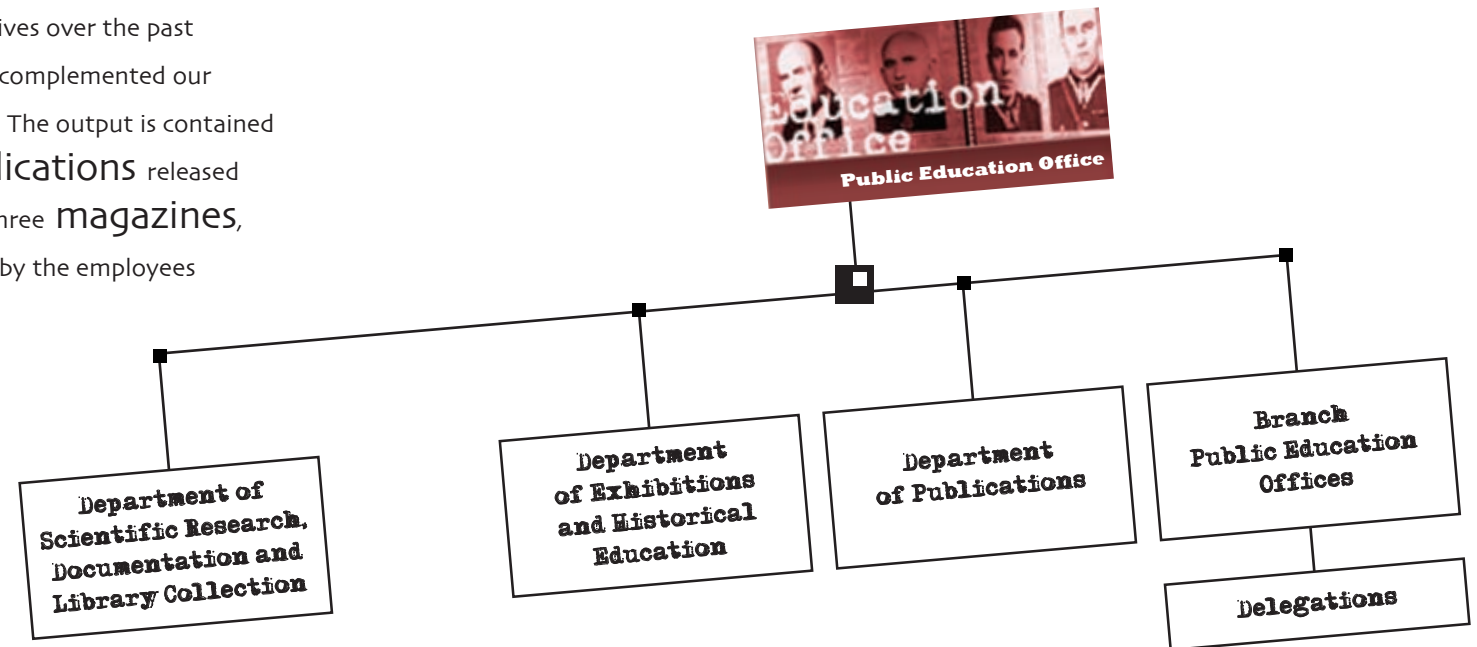 ives over the past
complemented our
The output is contained
lications released
hree magazines,
by the employees
Education
Office
Public Education Office
Department of
Scientific Research,
Documentation and
Library Collection
Department
of Exhibitions
and Historical
Education
Department
of Publications
Branch
Public Education
Offices
Delegations